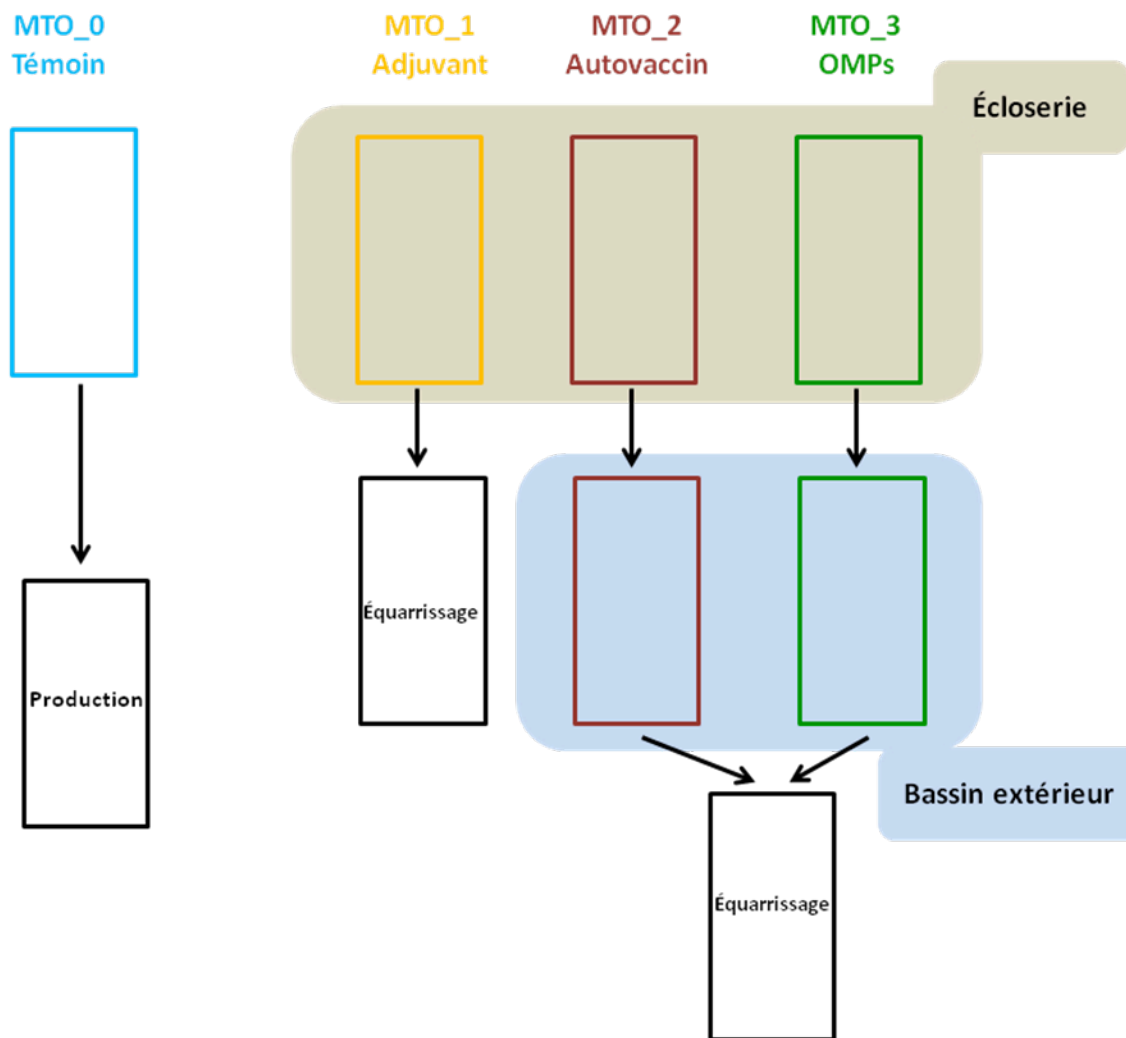 MTO_0
Témoin
MTO_1
Adjuvant
MTO_2
Autovaccin
MTO_3
OMPs
Écloserie
Équarrissage
Production
Bassin extérieur
Équarrissage